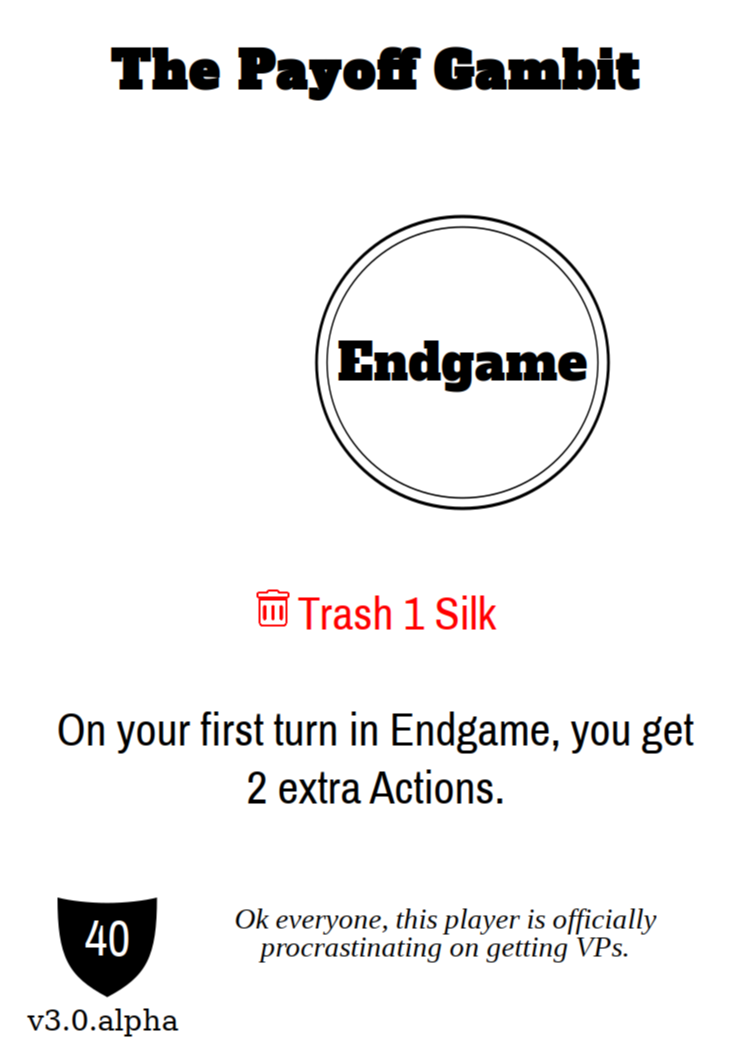 The Payoff Gambit
Endgame
Trash 1 Silk
On your first turn in Endgame, you get
2 extra Actions.
40
Ok everyone, this player is officially
procrastinating on getting VPs.
v3.0.alpha